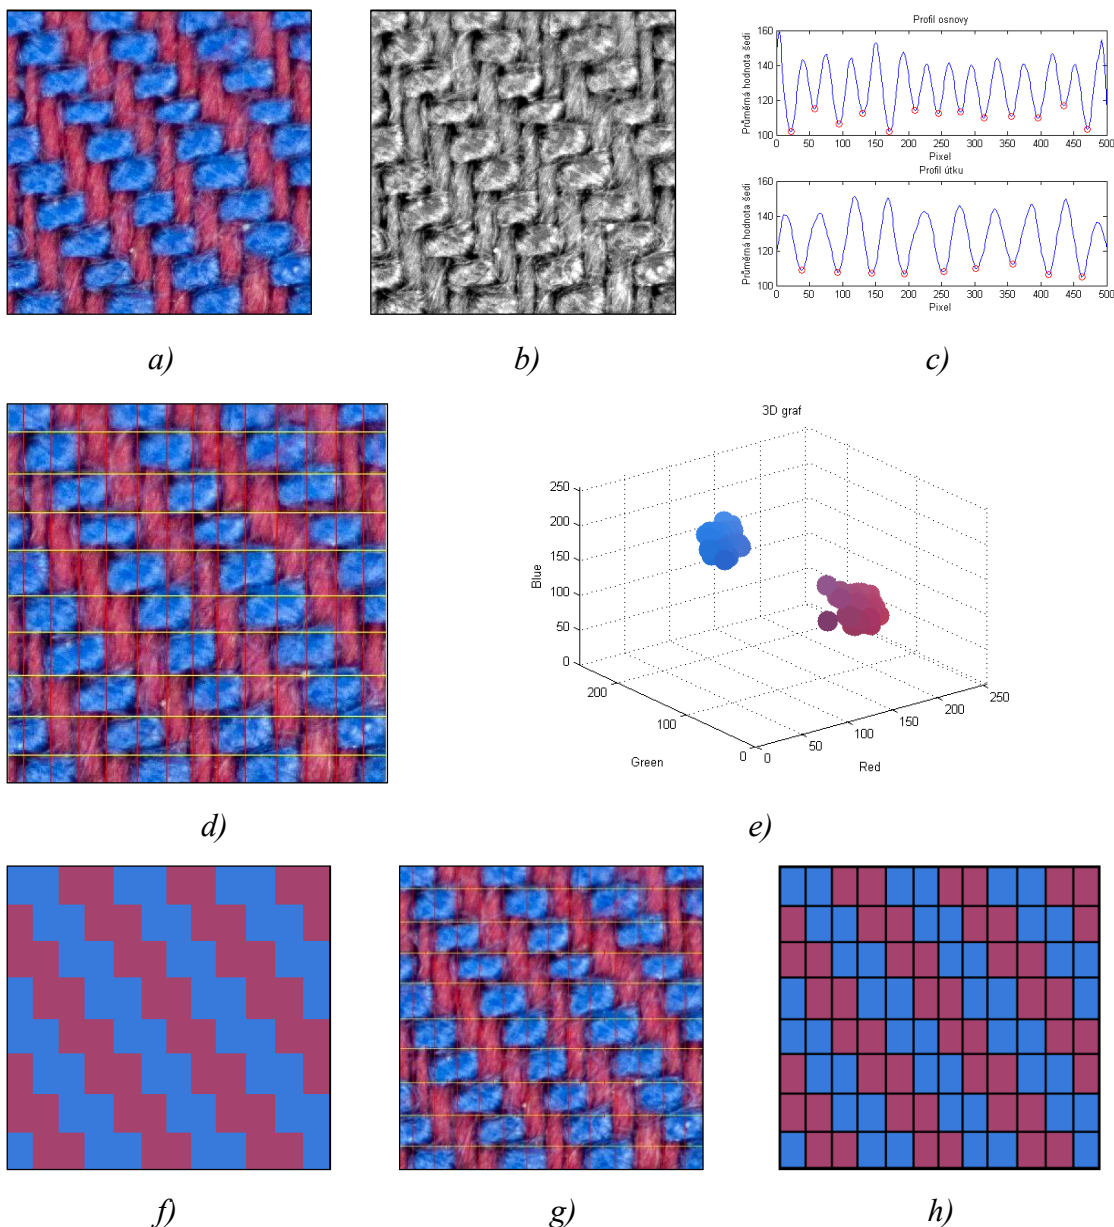 Profil osnovy
Průměrná hodnota šedi
160
140
120
100
0 50 100 150 200 250 300 350 400 450 500
Pixel
Profil útku
Průměrná hodnota šedi
160
140
120
100
0 50 100 150 200 250 300 350 400 450 500
Pixel
a) b) c)
3D graf
250
200
150
100
50
0
Blue
200
100
0
Green
0
50
100
150
200
250
Red
d) e)
f) g) h)